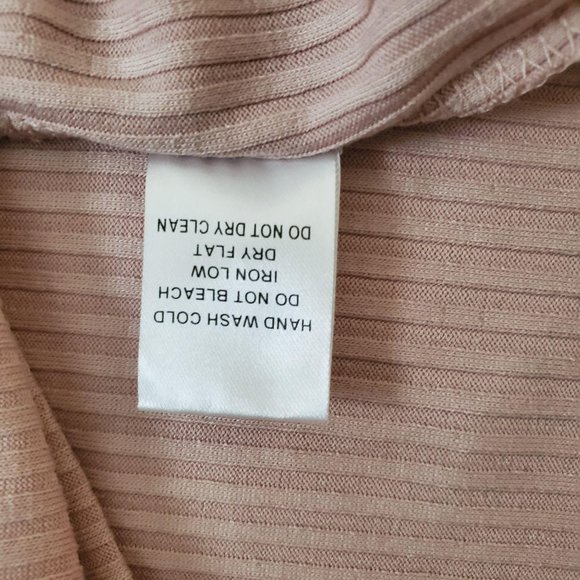 HAND WASH COLD
DO NOT BLEACH
IRON LOW
DRY FLAT
DO NOT DRY CLEAN